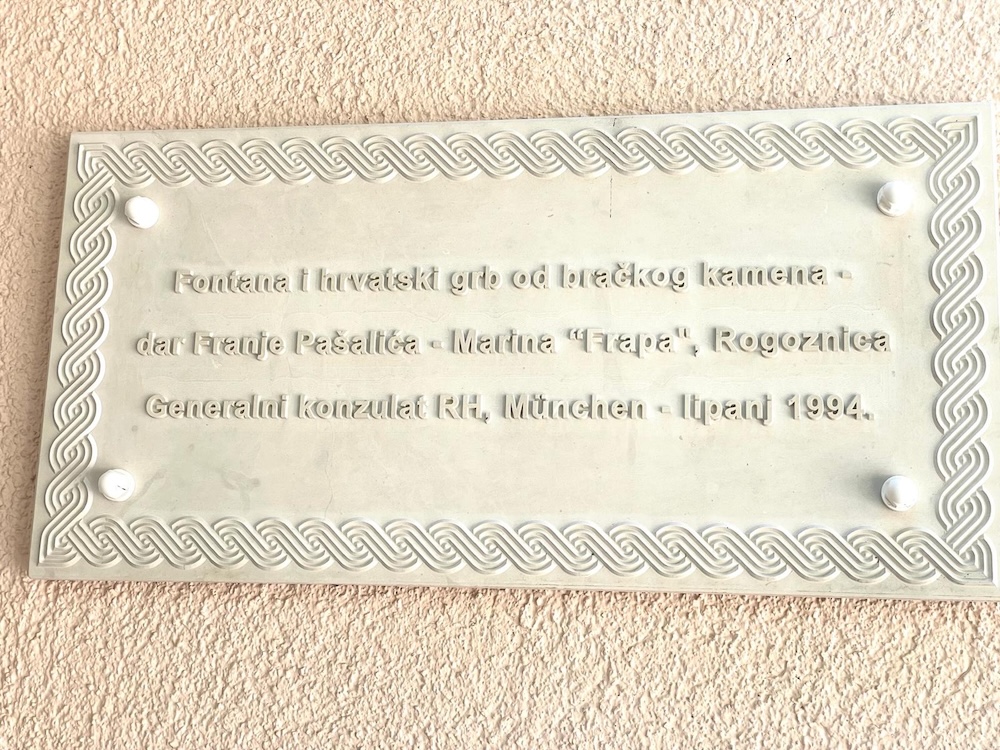 Fontana i hrvatski grb od bračkog kamena -
dar Franje Pašalića - Marina “Frapa", Rogoznica
Generalni konzulat RH, München - lipanj 1994.